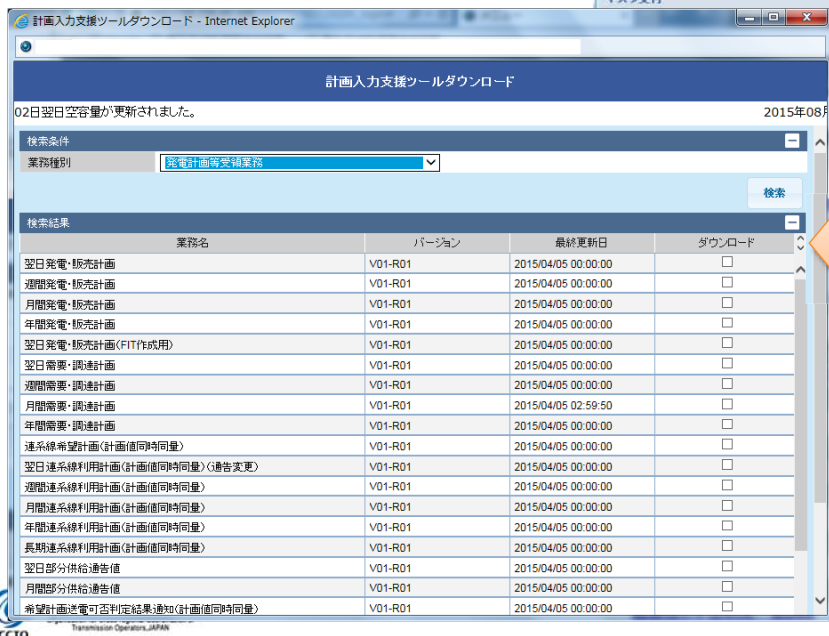 計画入力支援ツールダウンロード - Internet Explorer
計画入力支援ツールダウンロード
02日翌日空容量が更新されました。 2015年08月
検索条件
業務種別 発電計画等受領業務
検索
検索結果
業務名 バージョン 最終更新日 ダウンロード
翌日発電・販売計画 V01-R01 2015/04/05 00:00:00
週間発電・販売計画 V01-R01 2015/04/05 00:00:00
月間発電・販売計画 V01-R01 2015/04/05 00:00:00
年間発電・販売計画 V01-R01 2015/04/05 00:00:00
翌日発電・販売計画(FIT作成用) V01-R01 2015/04/05 00:00:00
翌日需要・調達計画 V01-R01 2015/04/05 00:00:00
週間需要・調達計画 V01-R01 2015/04/05 00:00:00
月間需要・調達計画 V01-R01 2015/04/05 02:59:50
年間需要・調達計画 V01-R01 2015/04/05 00:00:00
連系線希望計画(計画値同時同量) V01-R01 2015/04/05 00:00:00
翌日連系線利用計画(計画値同時同量)(通告変更) V01-R01 2015/04/05 00:00:00
週間連系線利用計画(計画値同時同量) V01-R01 2015/04/05 00:00:00
月間連系線利用計画(計画値同時同量) V01-R01 2015/04/05 00:00:00
年間連系線利用計画(計画値同時同量) V01-R01 2015/04/05 00:00:00
長期連系線利用計画(計画値同時同量) V01-R01 2015/04/05 00:00:00
翌日部分供給通告値 V01-R01 2015/04/05 00:00:00
月間部分供給通告値 V01-R01 2015/04/05 00:00:00
希望計画送電可否判定結果通知(計画値同時同量) V01-R01 2015/04/05 00:00:00
Transmission Operators,JAPAN